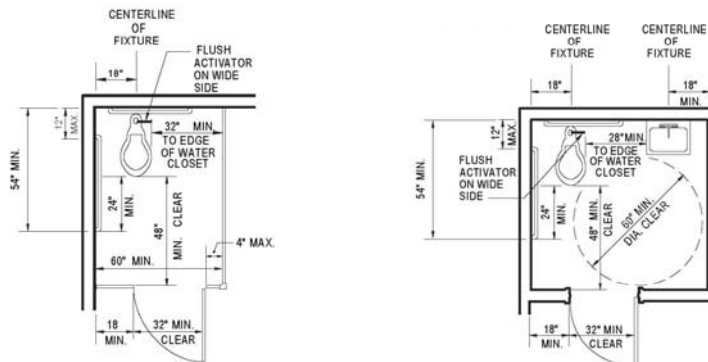 CENTERLINE
OF
FIXTURE
FLUSH
ACTIVATOR
ON WIDE
SIDE
18"
12"
MAX.
54" MIN.
32" MIN.
TO EDGE
OF WATER
CLOSET
24"
MIN.
48"
MIN. CLEAR
4" MAX.
60" MIN.
18
MIN.
32" MIN.
CLEAR
CENTERLINE
OF
FIXTURE
CENTERLINE
OF
FIXTURE
18"
18"
MIN.
12"
MAX.
54" MIN.
28"MIN.
TO EDGE
OF WATER
CLOSET
FLUSH
ACTIVATOR
ON WIDE
SIDE
24"
MIN.
48" MIN.
CLEAR
60" MIN.
DIA. CLEAR
18"
MIN.
32" MIN.
CLEAR